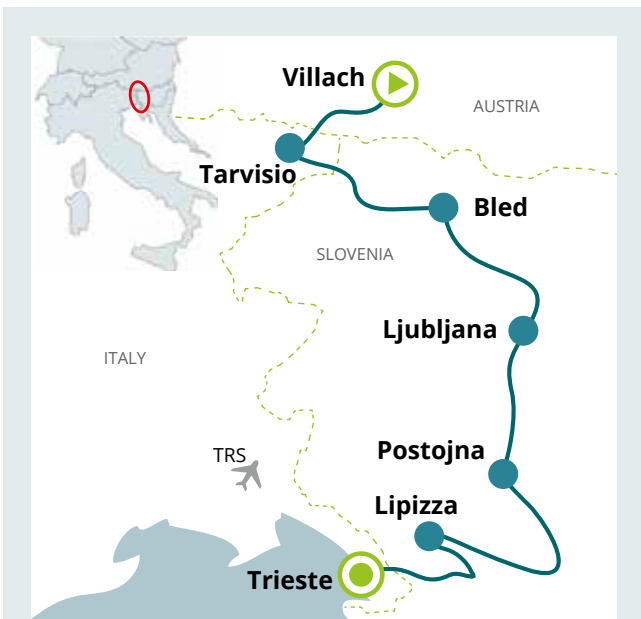 Villach
AUSTRIA
Tarvisio
Bled
SLOVENIA
Ljubljana
ITALY
Postojna
TRS
Lipizza
Trieste